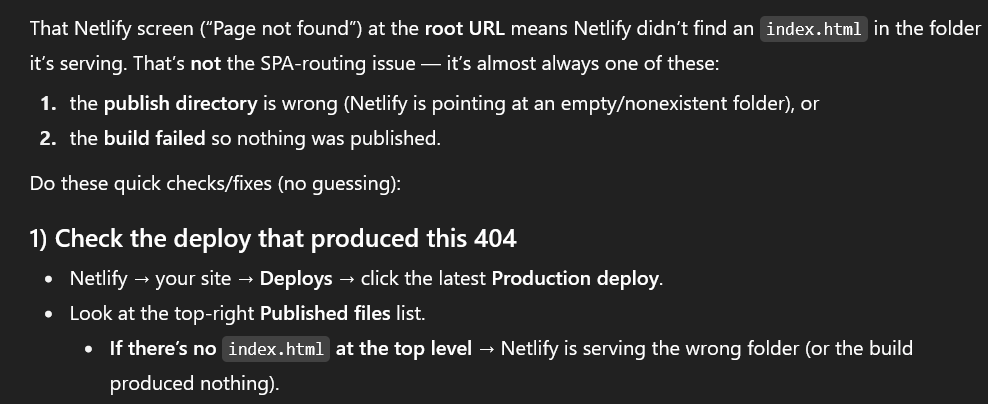 That Netlify screen (“Page not found”) at the root URL means Netlify didn’t find an index.html in the folder
it’s serving. That’s not the SPA-routing issue — it’s almost always one of these:
1. the publish directory is wrong (Netlify is pointing at an empty/nonexistent folder), or
2. the build failed so nothing was published.
Do these quick checks/fixes (no guessing):
1) Check the deploy that produced this 404
• Netlify → your site → Deploys → click the latest Production deploy.
• Look at the top-right Published files list.
• If there’s no index.html at the top level → Netlify is serving the wrong folder (or the build
produced nothing).